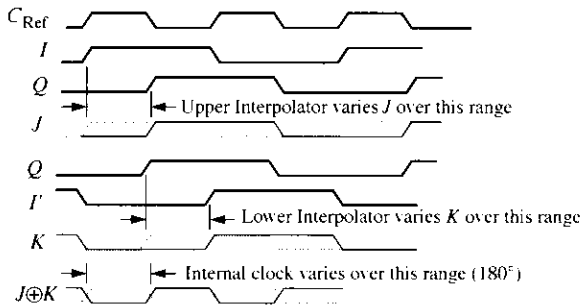 C_Ref
I
Q
Upper Interpolator varies J over this range
J
Q
I'
Lower Interpolator varies K over this range
K
Internal clock varies over this range (180°)
J⊕K